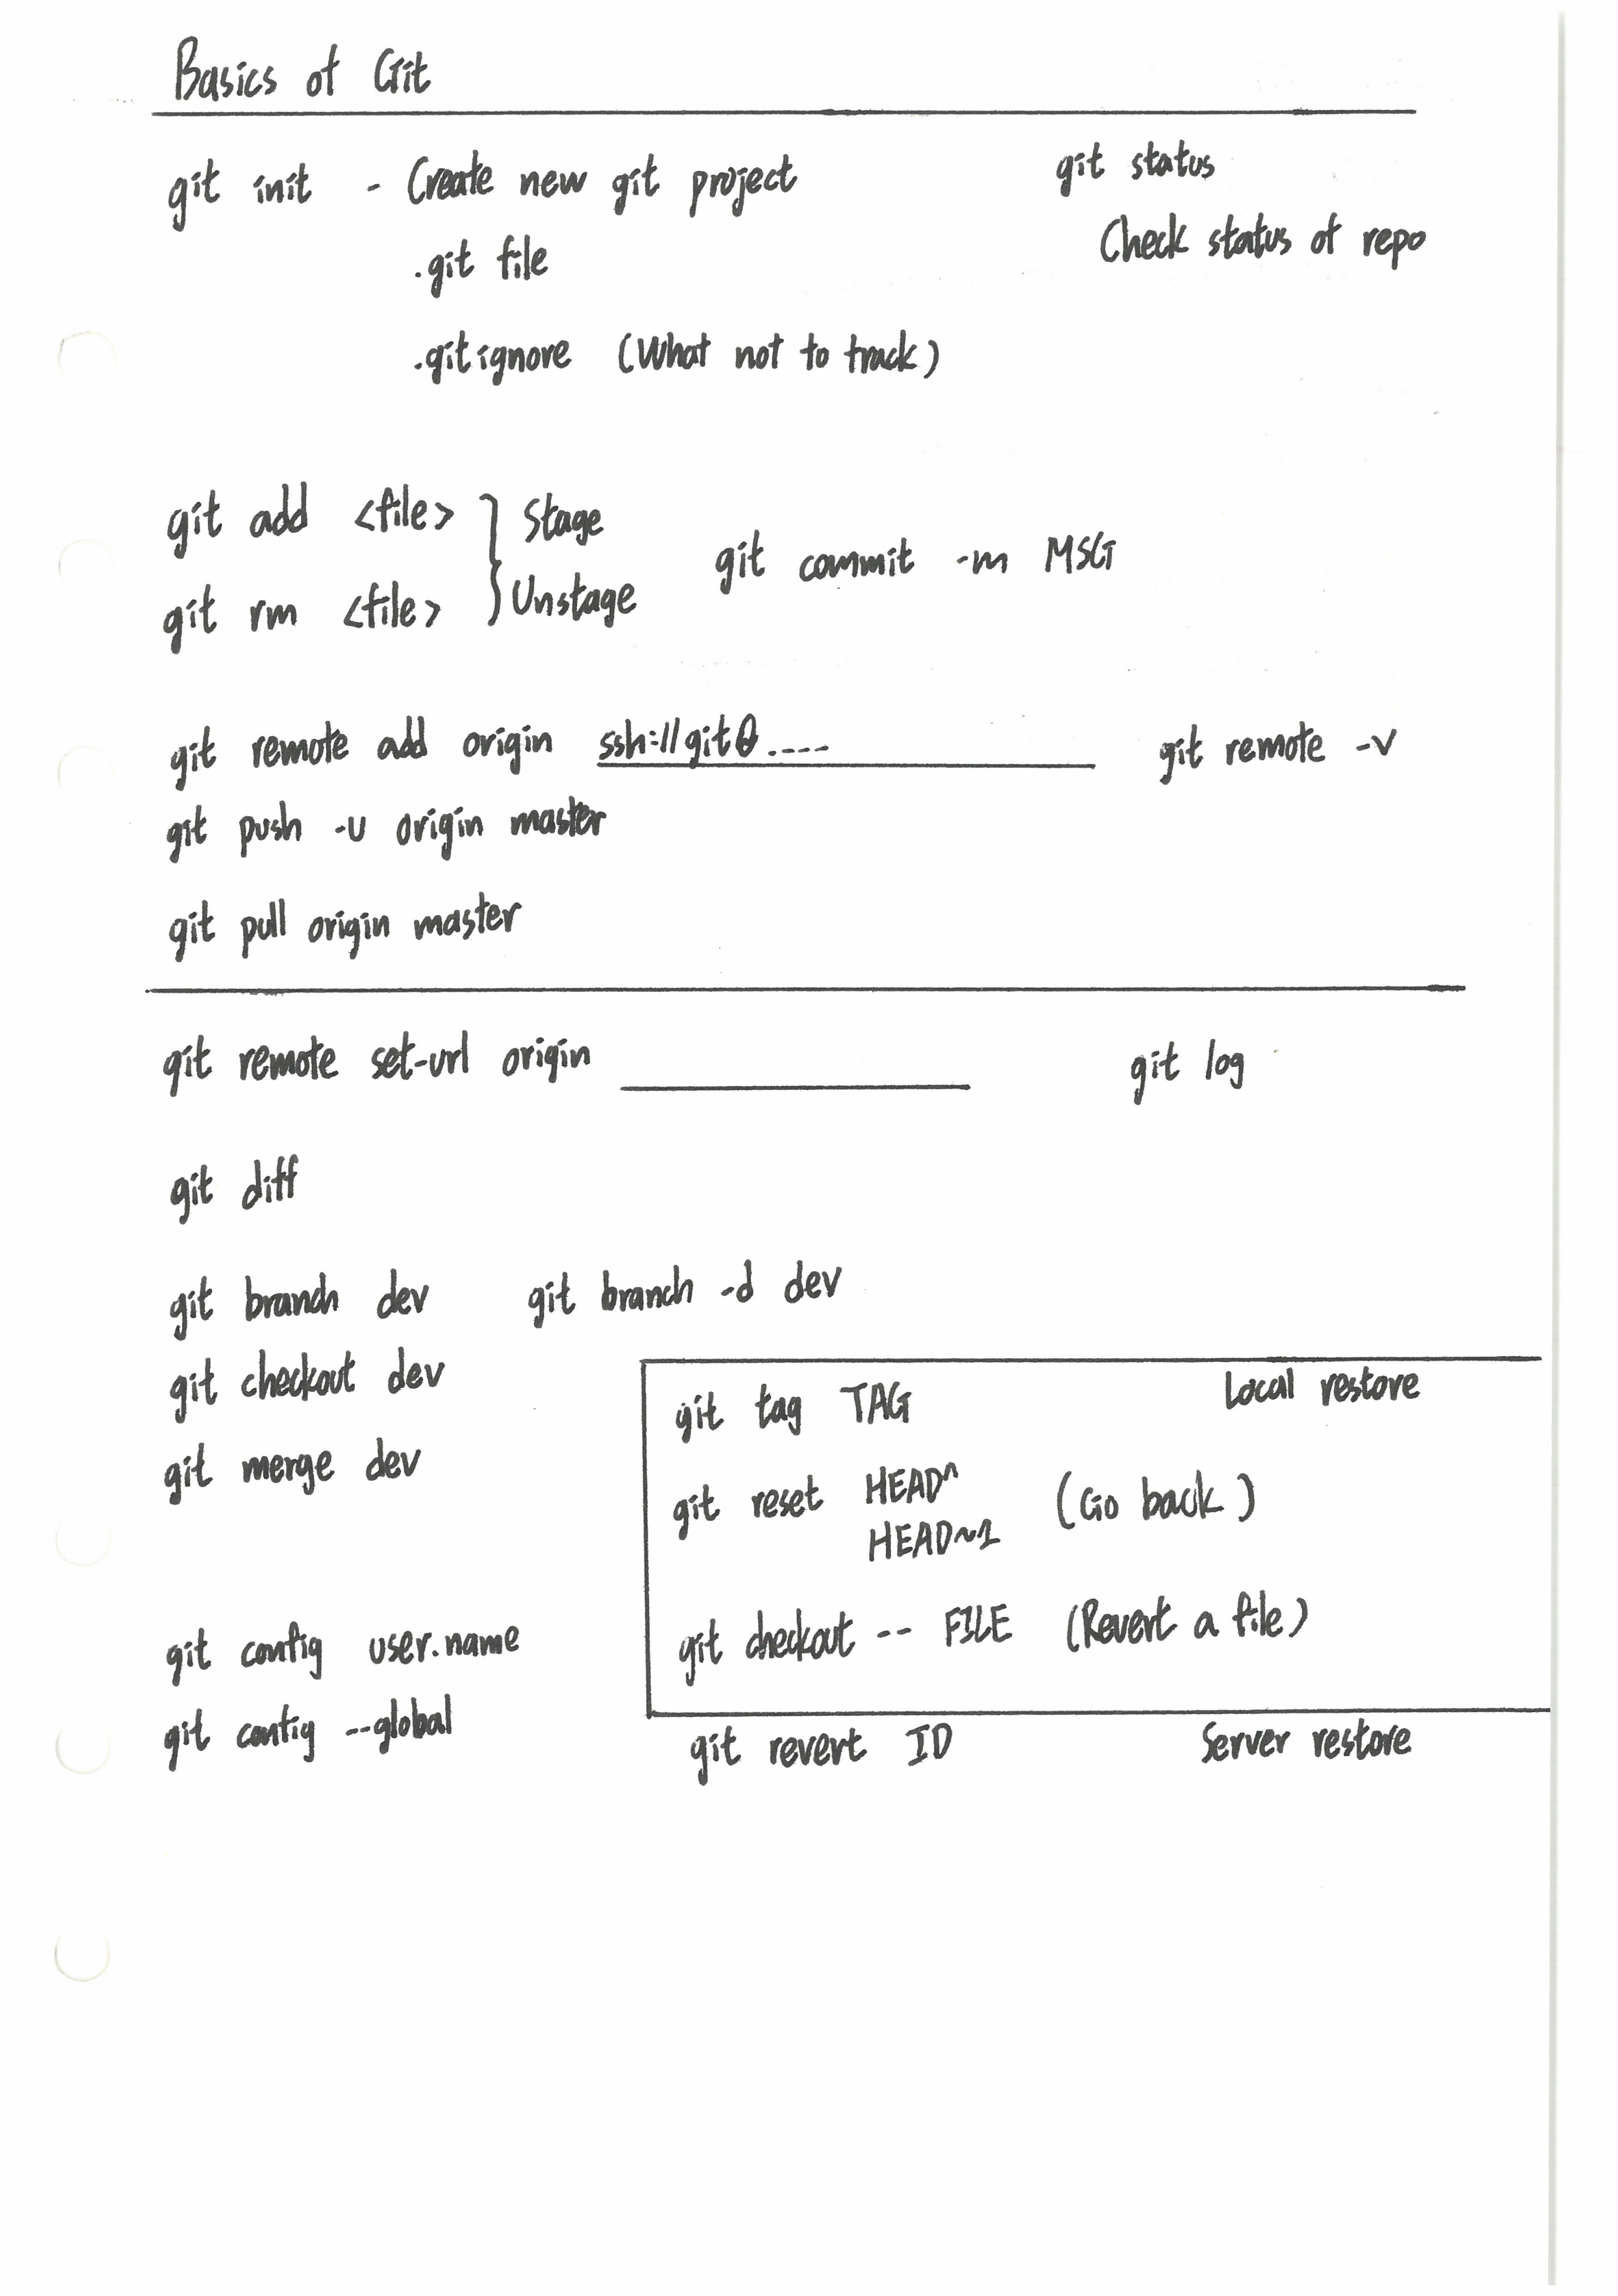 Basics of Git
git init - Create new git project
git status
Check status of repo
.git file
.gitignore (What not to track)
git add <file> } Stage
git rm <file> Unstage
git commit -m MSG
git remote add origin ssh://git@....
git remote -v
git push -u origin master
git pull origin master
git remote set-url origin ________
git log
git diff
git branch dev git branch -d dev
git checkout dev
git merge dev
git config user.name
git config --global
git tag TAG
Local restore
git reset HEAD^ (Go back)
HEAD~1
git checkout -- FILE (Revert a file)
git revert ID
Server restore